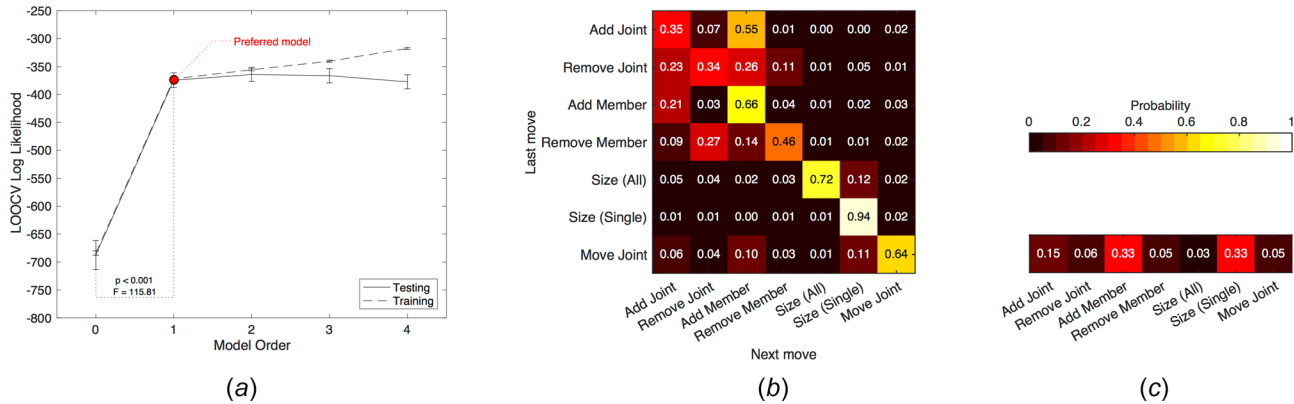 -250
-300
-350
-400
-450
-500
-550
-600
-650
-700
-750
-800
LOOCV Log Likelihood
Preferred model
p < 0.001
F = 115.81
Testing
Training
0 1 2 3 4
Model Order
(a)
Last move
Add Joint 0.35 0.07 0.55 0.01 0.00 0.00 0.02
Remove Joint 0.23 0.34 0.26 0.11 0.01 0.05 0.01
Add Member 0.21 0.03 0.66 0.04 0.01 0.02 0.03
Remove Member 0.09 0.27 0.14 0.46 0.01 0.01 0.02
Size (All) 0.05 0.04 0.02 0.03 0.72 0.12 0.02
Size (Single) 0.01 0.01 0.00 0.01 0.01 0.94 0.02
Move Joint 0.06 0.04 0.10 0.03 0.01 0.11 0.64
Add Joint Remove Joint Add Member Remove Member Size (All) Size (Single) Move Joint
Next move
(b)
Probability
0 0.2 0.4 0.6 0.8 1
0.15 0.06 0.33 0.05 0.03 0.33 0.05
Add Joint Remove Joint Add Member Remove Member Size (All) Size (Single) Move Joint
(c)